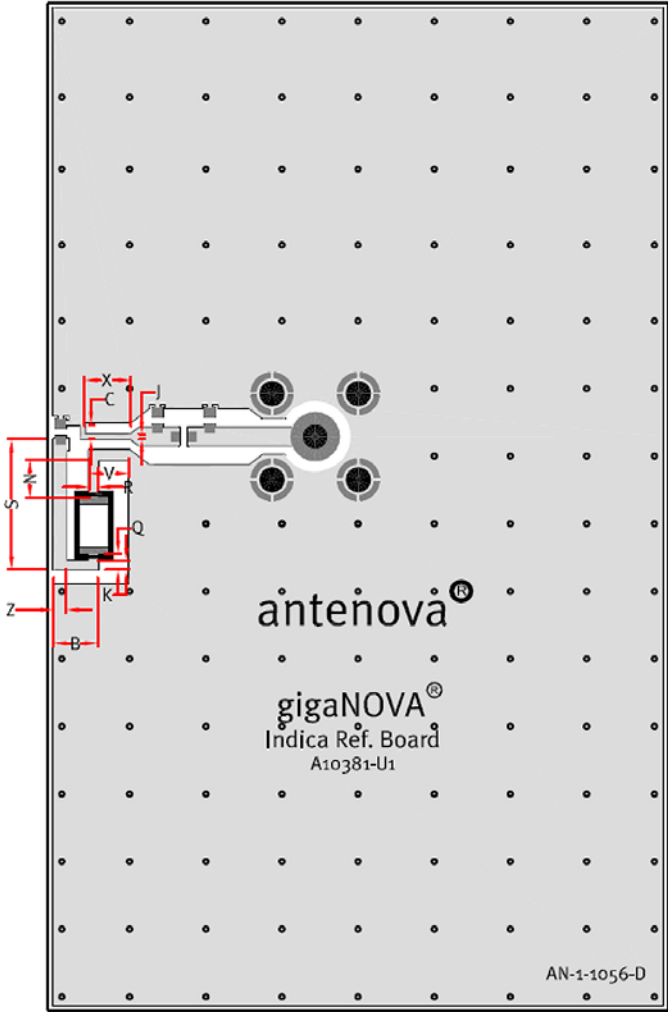 X
J
C
N
V
S
R
Q
Z
K
B
antenova®
gigaNOVA®
Indica Ref. Board
A10381-U1
AN-1-1056-D